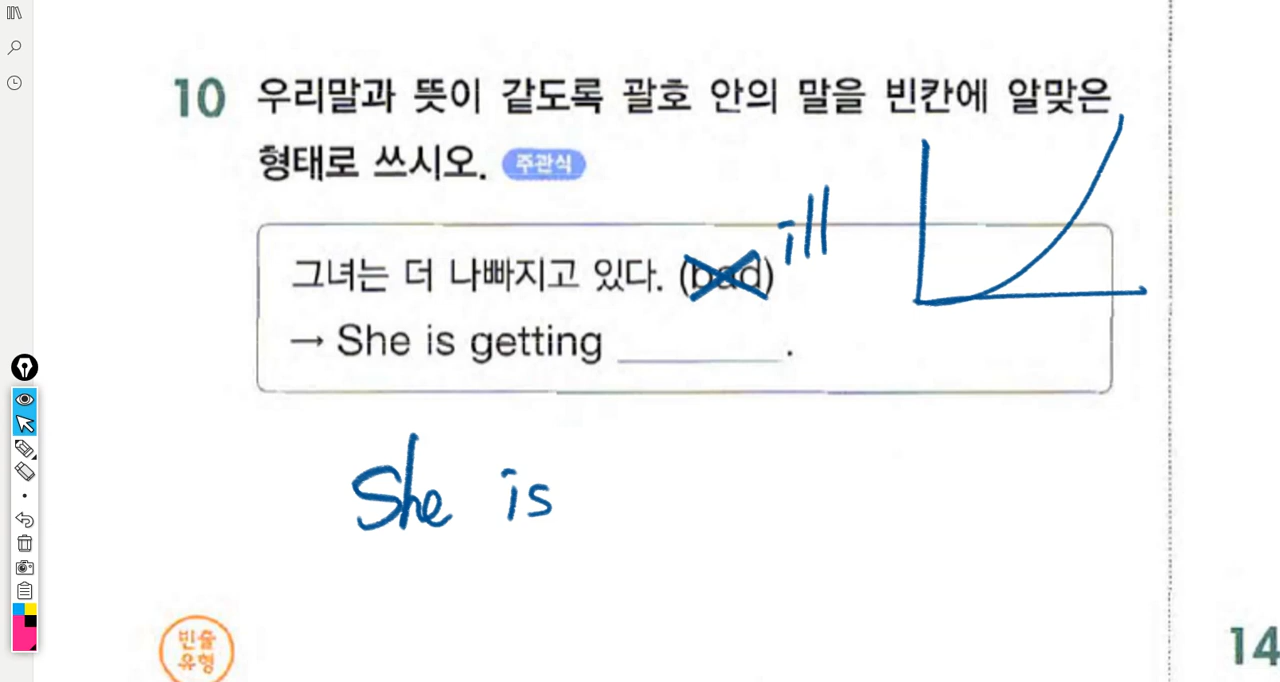 10 우리말과 뜻이 같도록 괄호 안의 말을 빈칸에 알맞은
형태로 쓰시오. 주관식
그녀는 더 나빠지고 있다. (bad) ill
→ She is getting ________.
She is
빈출
유형
14